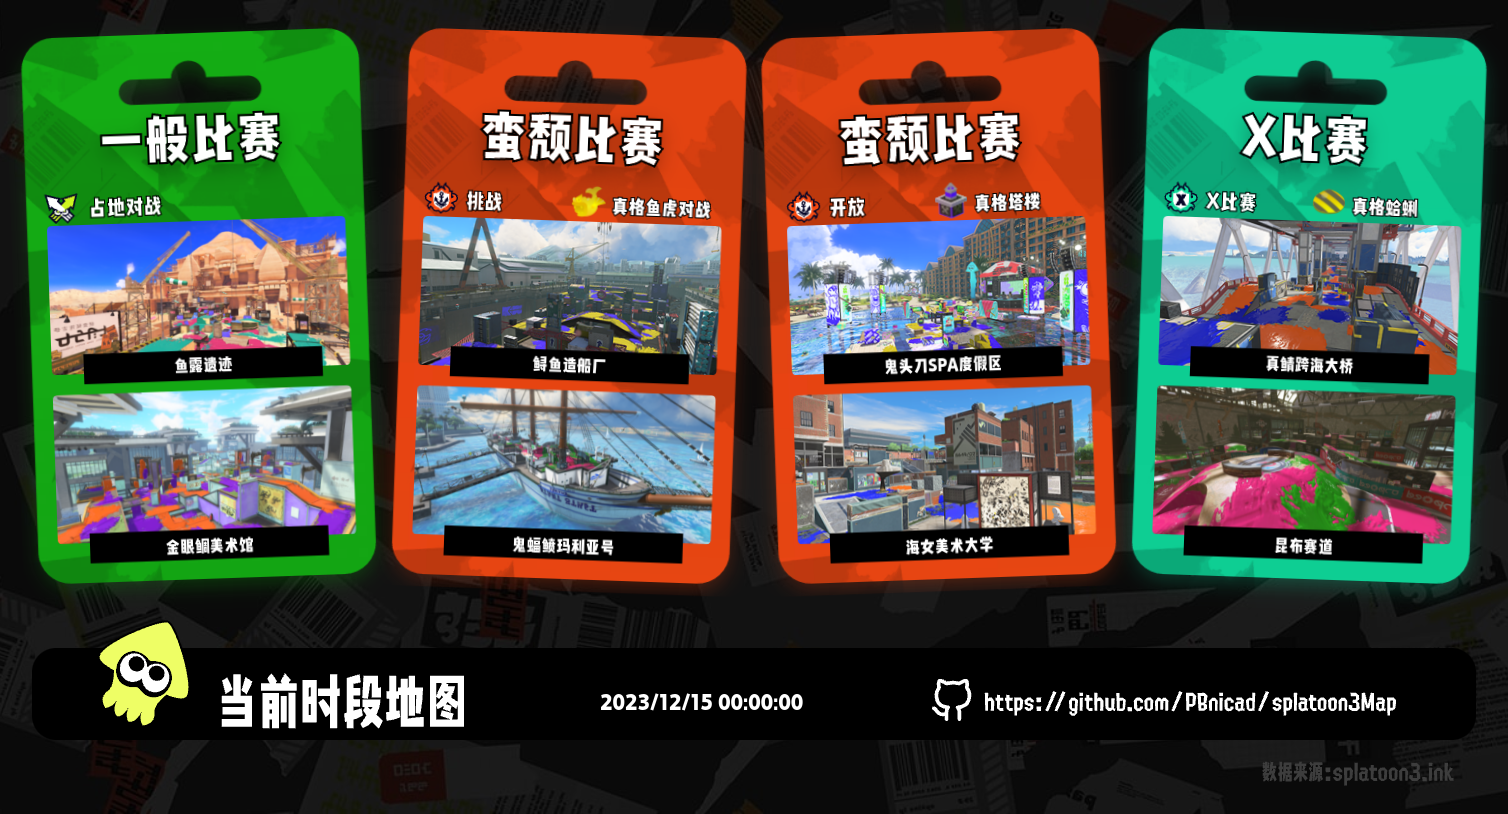 一般比赛
占地对战
鱼露遗迹
金眼鲷美术馆
蛮颓比赛
挑战
真格鱼虎对战
鲟鱼造船厂
鬼蝠鲼玛利亚号
蛮颓比赛
开放
真格塔楼
鬼头刀SPA度假区
海女美术大学
X比赛
X比赛
真格蛤蜊
真鲷跨海大桥
昆布赛道
当前时段地图
2023/12/15 00:00:00
https://github.com/PBnicad/splatoon3Map
数据来源:splatoon3.ink